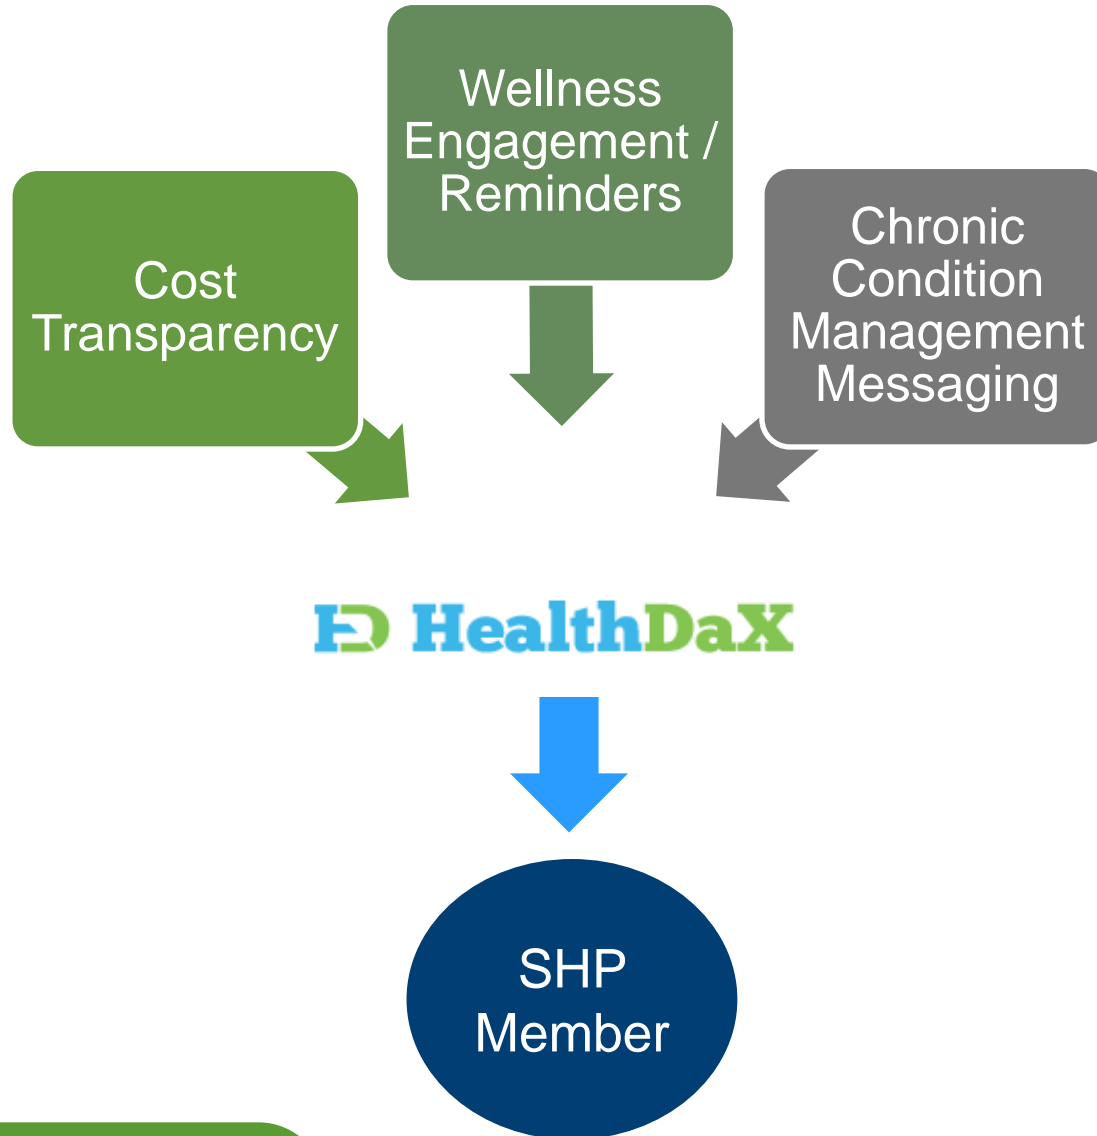 Wellness
Engagement /
Reminders
Cost
Transparency
Chronic
Condition
Management
Messaging
HealthDaX
SHP
Member